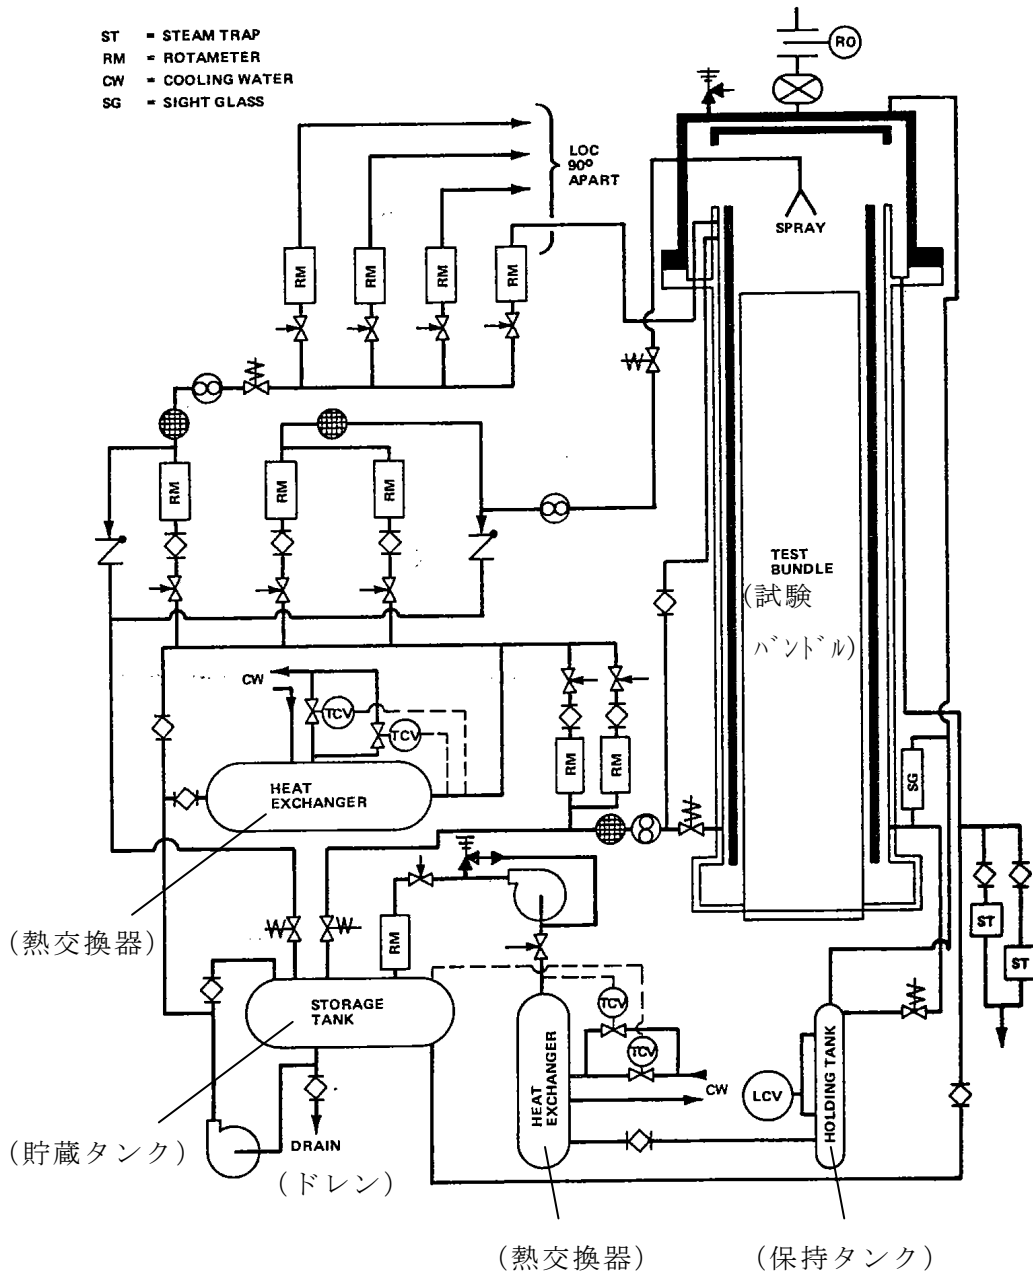 ST = STEAM TRAP
RM = ROTAMETER
CW = COOLING WATER
SG = SIGHT GLASS
RO
LOC
90°
APART
SPRAY
RM
RM
RM
RM
RM
RM
RM
TEST
BUNDLE
(試験
バンドル)
CW
TCV
TCV
RM
RM
SG
HEAT
EXCHANGER
(熱交換器)
RM
ST
ST
STORAGE
TANK
TCV
TCV
CW
HEAT
EXCHANGER
LCV
HOLDING TANK
(貯蔵タンク)
DRAIN
(ドレン)
(熱交換器)
(保持タンク)